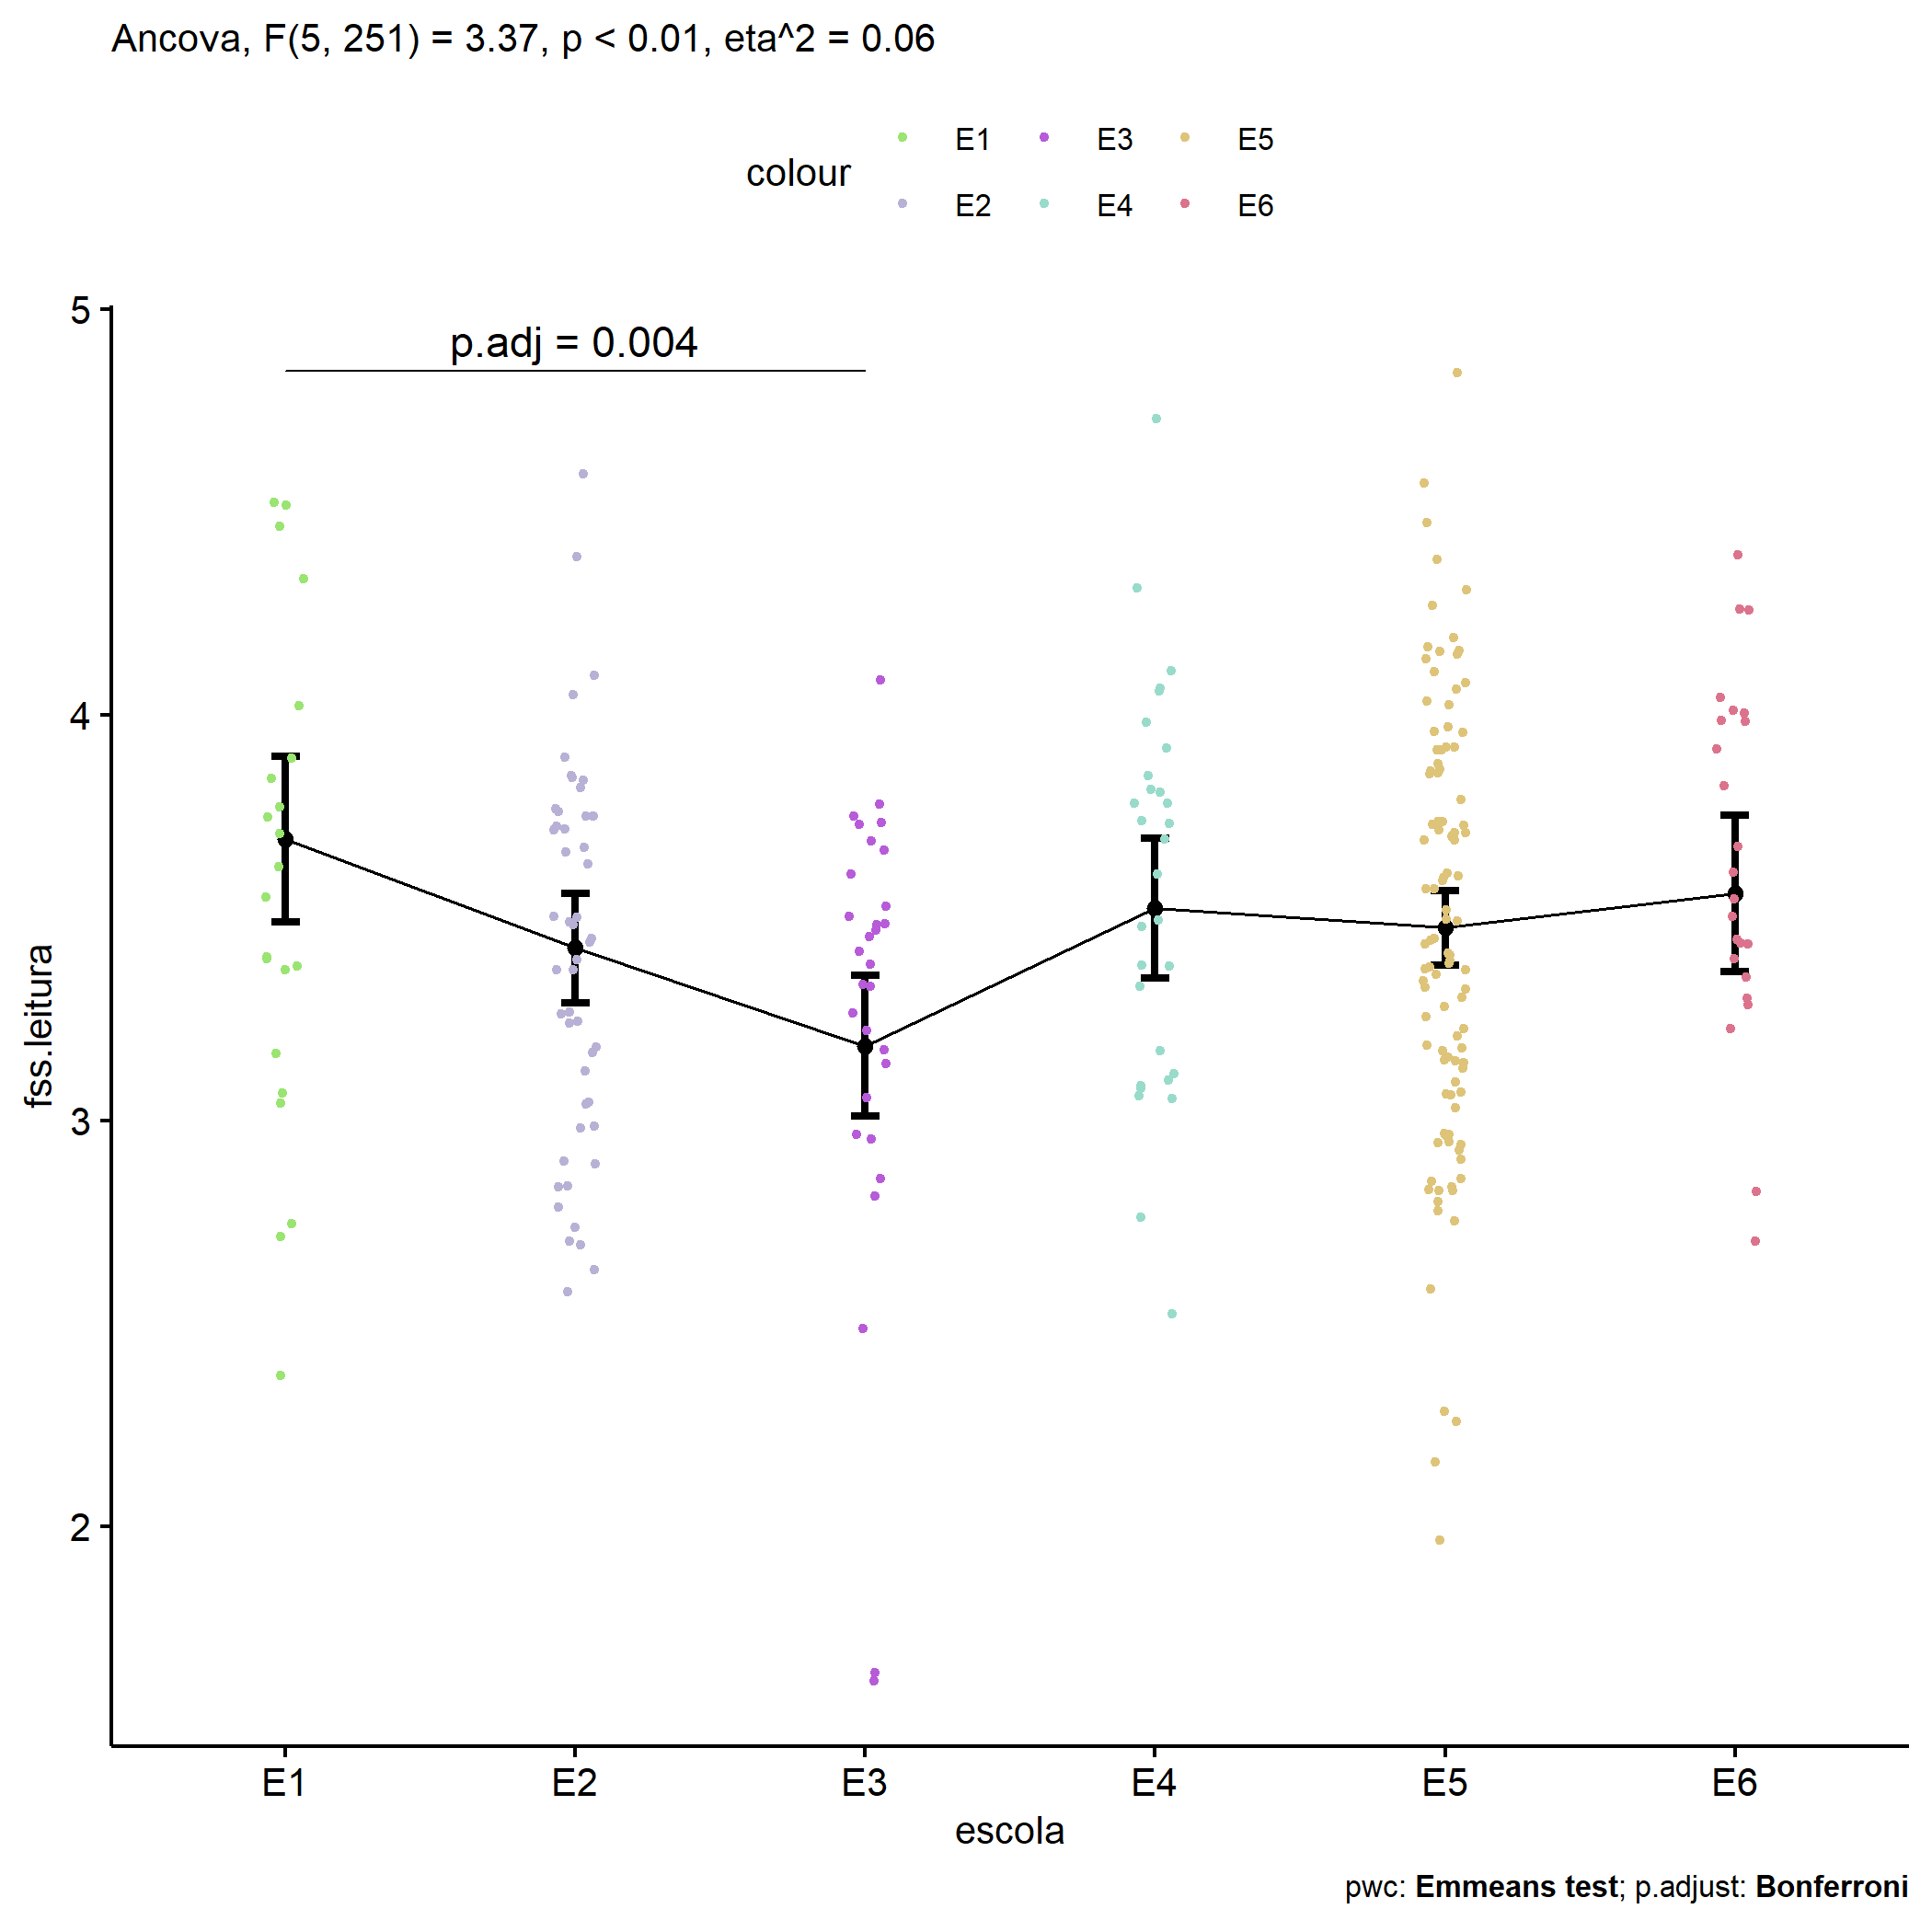 Ancova, F(5, 251) = 3.37, p < 0.01, eta^2 = 0.06
colour
E1 E3 E5
E2 E4 E6
p.adj = 0.004
5
4
3
2
fss.leitura
E1 E2 E3 E4 E5 E6
escola
pwc: Emmeans test; p.adjust: Bonferroni